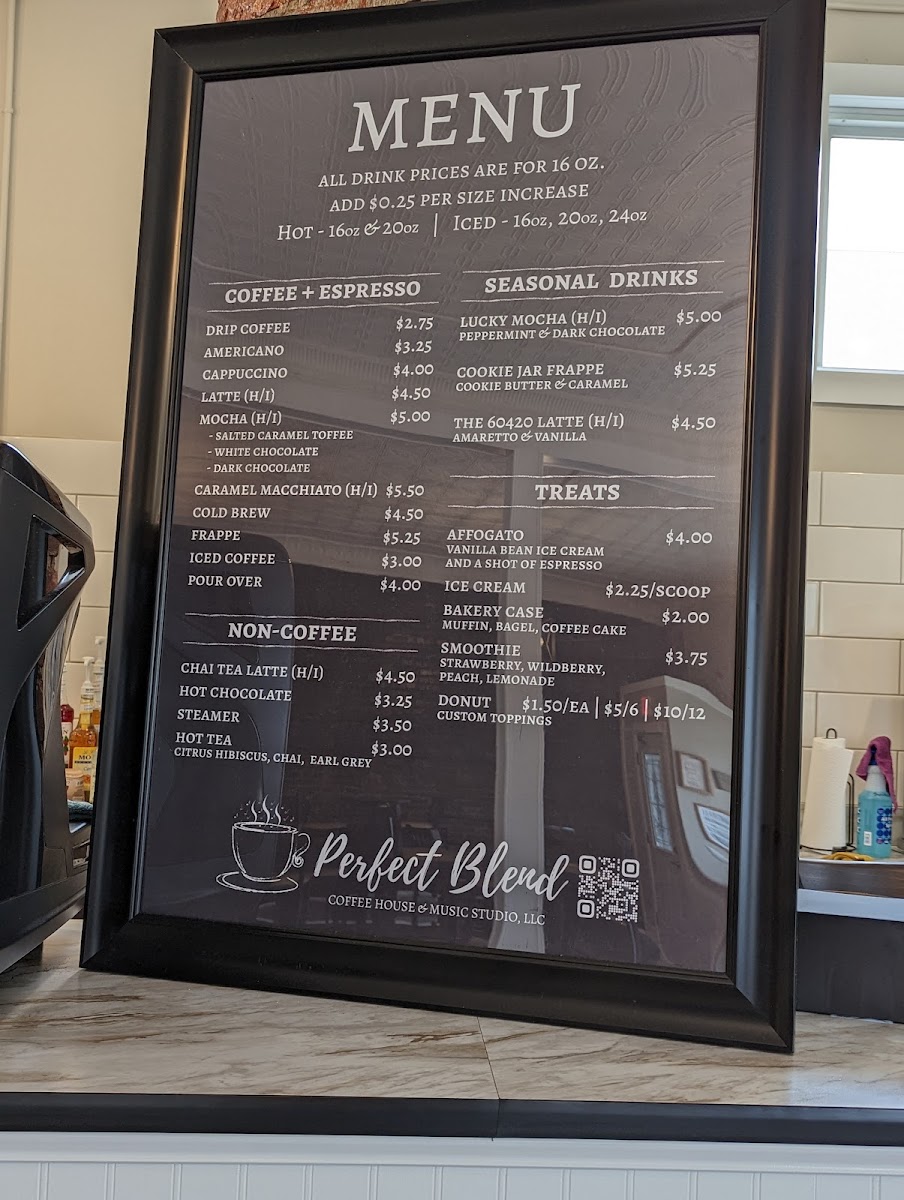 MENU
ALL DRINK PRICES ARE FOR 16 OZ.
ADD $0.25 PER SIZE INCREASE
HOT - 16OZ & 20OZ | ICED - 16OZ, 20OZ, 24OZ
COFFEE + ESPRESSO
DRIP COFFEE $2.75
AMERICANO $3.25
CAPPUCCINO $4.00
LATTE (H/I) $4.50
MOCHA (H/I) $5.00
- SALTED CARAMEL TOFFEE
- WHITE CHOCOLATE
- DARK CHOCOLATE
CARAMEL MACCHIATO (H/I) $5.50
COLD BREW $4.50
FRAPPE $5.25
ICED COFFEE $3.00
POUR OVER $4.00
NON-COFFEE
CHAI TEA LATTE (H/I) $4.50
HOT CHOCOLATE $3.25
STEAMER $3.50
HOT TEA $3.00
CITRUS HIBISCUS, CHAI, EARL GREY
SEASONAL DRINKS
LUCKY MOCHA (H/I) $5.00
PEPPERMINT & DARK CHOCOLATE
COOKIE JAR FRAPPE $5.25
COOKIE BUTTER & CARAMEL
THE 60420 LATTE (H/I) $4.50
AMARETTO & VANILLA
TREATS
AFFOGATO $4.00
VANILLA BEAN ICE CREAM
AND A SHOT OF ESPRESSO
ICE CREAM $2.25/SCOOP
BAKERY CASE $2.00
MUFFIN, BAGEL, COFFEE CAKE
SMOOTHIE $3.75
STRAWBERRY, WILDBERRY,
PEACH, LEMONADE
DONUT $1.50/EA | $5/6 | $10/12
CUSTOM TOPPINGS
Perfect Blend
COFFEE HOUSE & MUSIC STUDIO, LLC